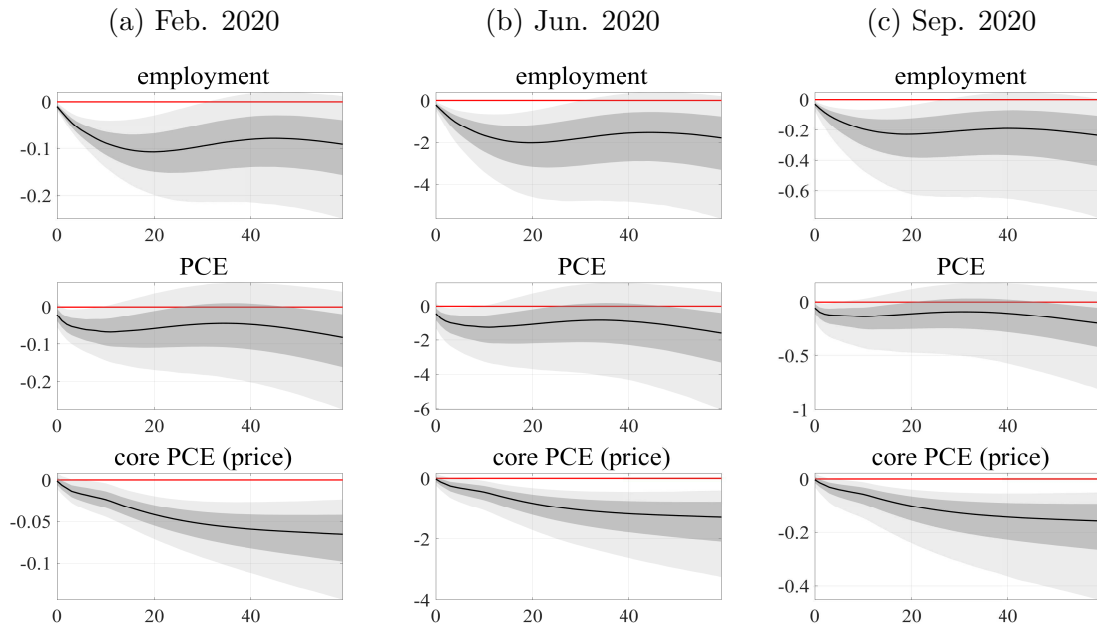 (a) Feb. 2020 (b) Jun. 2020 (c) Sep. 2020
employment employment employment
0 0 0
-0.1 -2 -0.2
-0.4
-0.2 -4 -0.6
0 20 40 0 20 40 0 20 40
PCE PCE PCE
0 0 0
-0.1 -2 -0.5
-0.2 -4
-6 -1
0 20 40 0 20 40 0 20 40
core PCE (price) core PCE (price) core PCE (price)
0 0 0
-0.05 -2 -0.2
-0.1
-4 -0.4
0 20 40 0 20 40 0 20 40